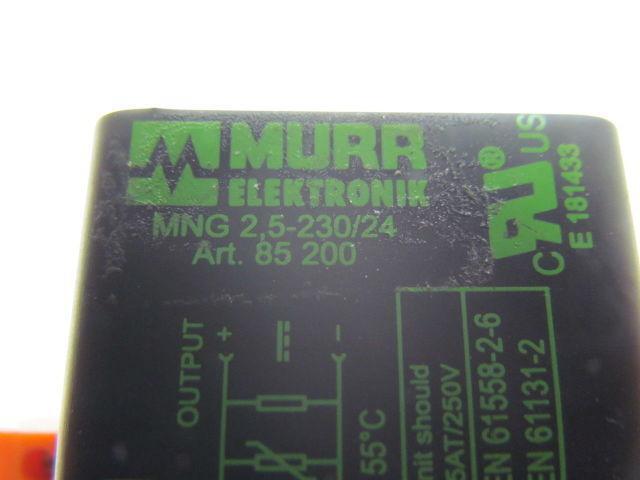 MURR
ELEKTRONIK
MNG 2,5-230/24
Art. 85 200
C UR ® US
E 181433
OUTPUT
+
-
55°C
nit should
5AT/250V
EN 61558-2-6
EN 61131-2